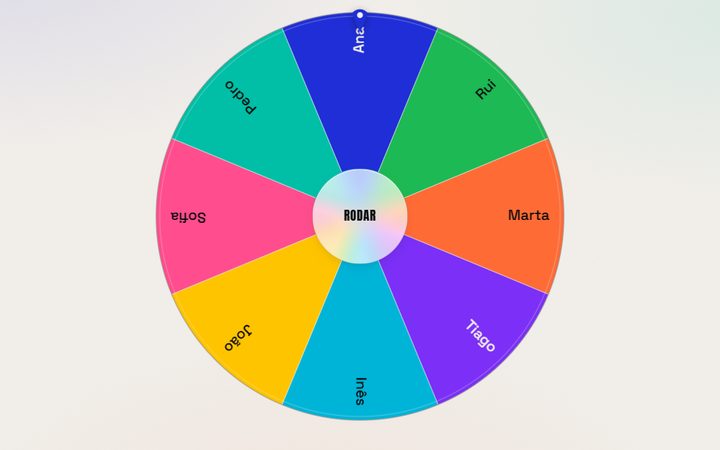 Ana
Rui
Marta
Tiago
Inês
João
Sofia
Pedro
RODAR